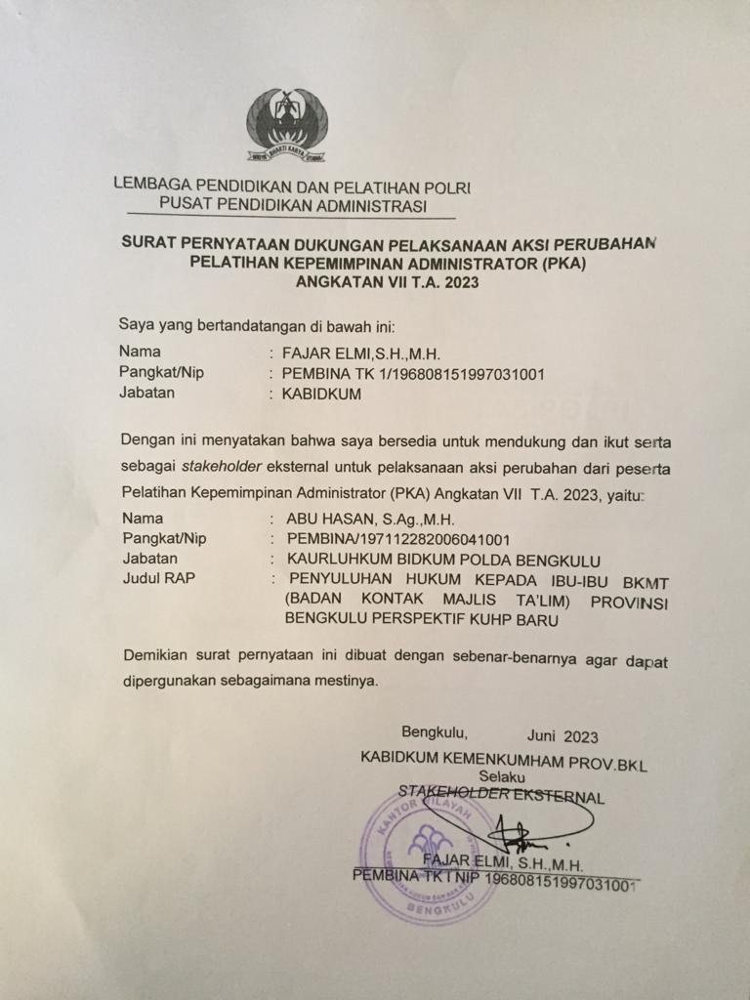 BHAKTI KARYA
LEMBAGA PENDIDIKAN DAN PELATIHAN POLRI
PUSAT PENDIDIKAN ADMINISTRASI
SURAT PERNYATAAN DUKUNGAN PELAKSANAAN AKSI PERUBAHAN
PELATIHAN KEPEMIMPINAN ADMINISTRATOR (PKA)
ANGKATAN VII T.A. 2023
Saya yang bertandatangan di bawah ini:
Nama : FAJAR ELMI,S.H.,M.H.
Pangkat/Nip : PEMBINA TK 1/196808151997031001
Jabatan : KABIDKUM
Dengan ini menyatakan bahwa saya bersedia untuk mendukung dan ikut serta
sebagai stakeholder eksternal untuk pelaksanaan aksi perubahan dari peserta
Pelatihan Kepemimpinan Administrator (PKA) Angkatan VII T.A. 2023, yaitu:
Nama : ABU HASAN, S.Ag.,M.H.
Pangkat/Nip : PEMBINA/197112282006041001
Jabatan : KAURLUHKUM BIDKUM POLDA BENGKULU
Judul RAP : PENYULUHAN HUKUM KEPADA IBU-IBU BKMT
(BADAN KONTAK MAJLIS TA'LIM) PROVINSI
BENGKULU PERSPEKTIF KUHP BARU
Demikian surat pernyataan ini dibuat dengan sebenar-benarnya agar dapat
dipergunakan sebagaimana mestinya.
Bengkulu, Juni 2023
KABIDKUM KEMENKUMHAM PROV.BKL
Selaku
STAKEHOLDER EKSTERNAL
KANTOR WILAYAH
FAJAR ELMI, S.H.,M.H.
PEMBINA TK I NIP 196808151997031001
BENGKULU